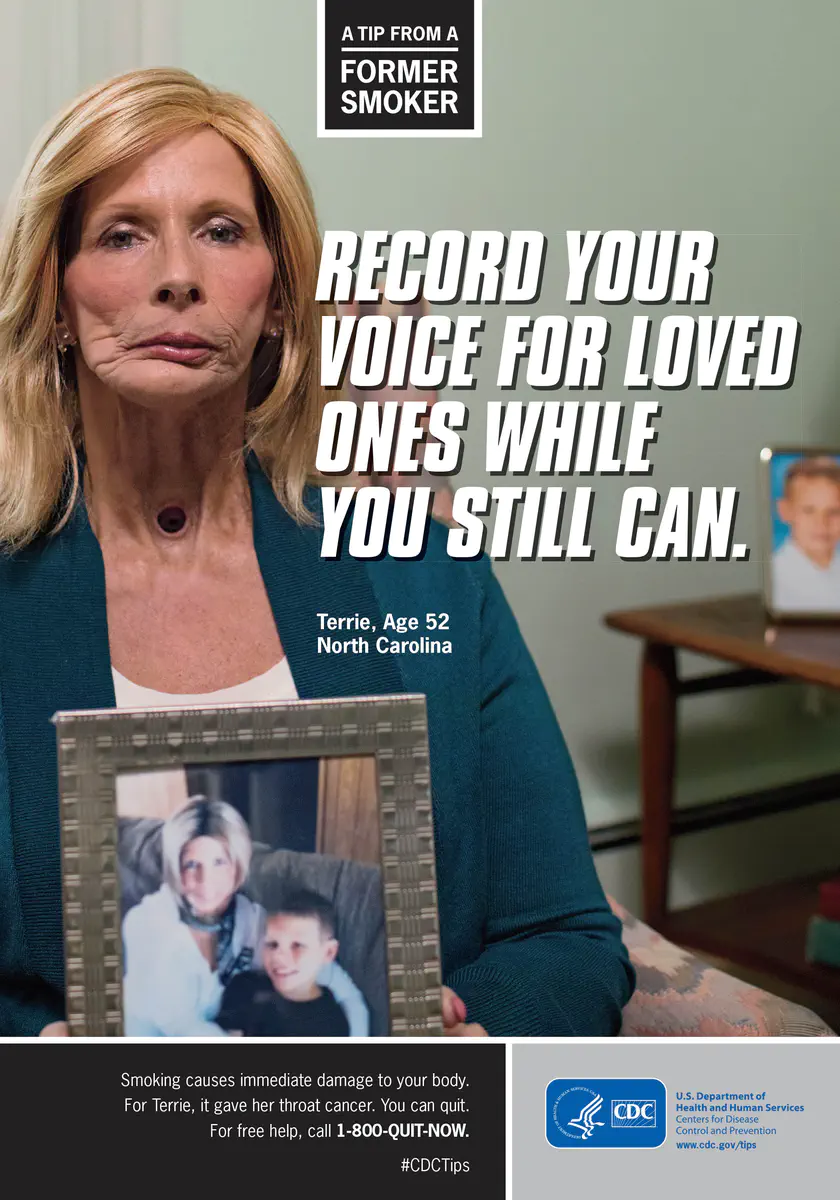 A TIP FROM A
FORMER
SMOKER
RECORD YOUR
VOICE FOR LOVED
ONES WHILE
YOU STILL CAN.
Terrie, Age 52
North Carolina
Smoking causes immediate damage to your body.
For Terrie, it gave her throat cancer. You can quit.
For free help, call 1-800-QUIT-NOW.
#CDCTips
CDC
U.S. Department of
Health and Human Services
Centers for Disease
Control and Prevention
www.cdc.gov/tips